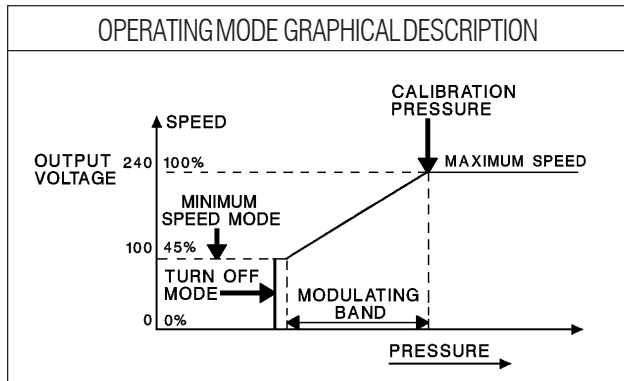 OPERATING MODE GRAPHICAL DESCRIPTION
CALIBRATION
PRESSURE
SPEED
OUTPUT
VOLTAGE
240 100%
MAXIMUM SPEED
MINIMUM
SPEED MODE
100 45%
TURN OFF
MODE
MODULATING
BAND
0 0%
PRESSURE